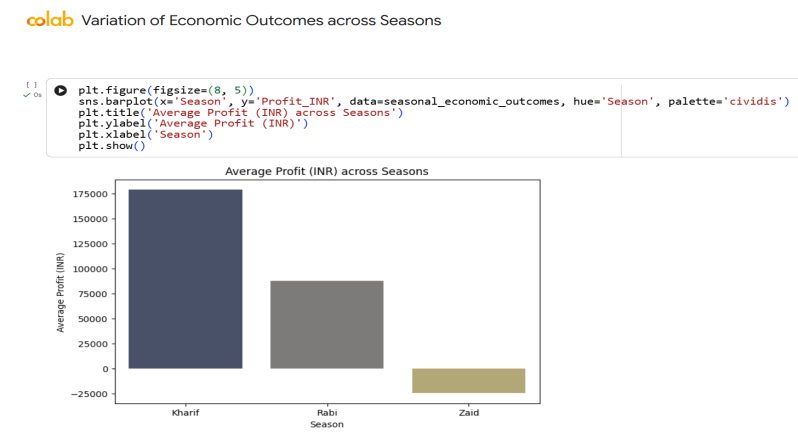 colab Variation of Economic Outcomes across Seasons
[ ]
0s
plt.figure(figsize=(8, 5))
sns.barplot(x='Season', y='Profit_INR', data=seasonal_economic_outcomes, hue='Season', palette='cividis')
plt.title('Average Profit (INR) across Seasons')
plt.ylabel('Average Profit (INR)')
plt.xlabel('Season')
plt.show()
Average Profit (INR) across Seasons
175000
150000
125000
100000
75000
50000
25000
0
−25000
Average Profit (INR)
Kharif Rabi Zaid
Season